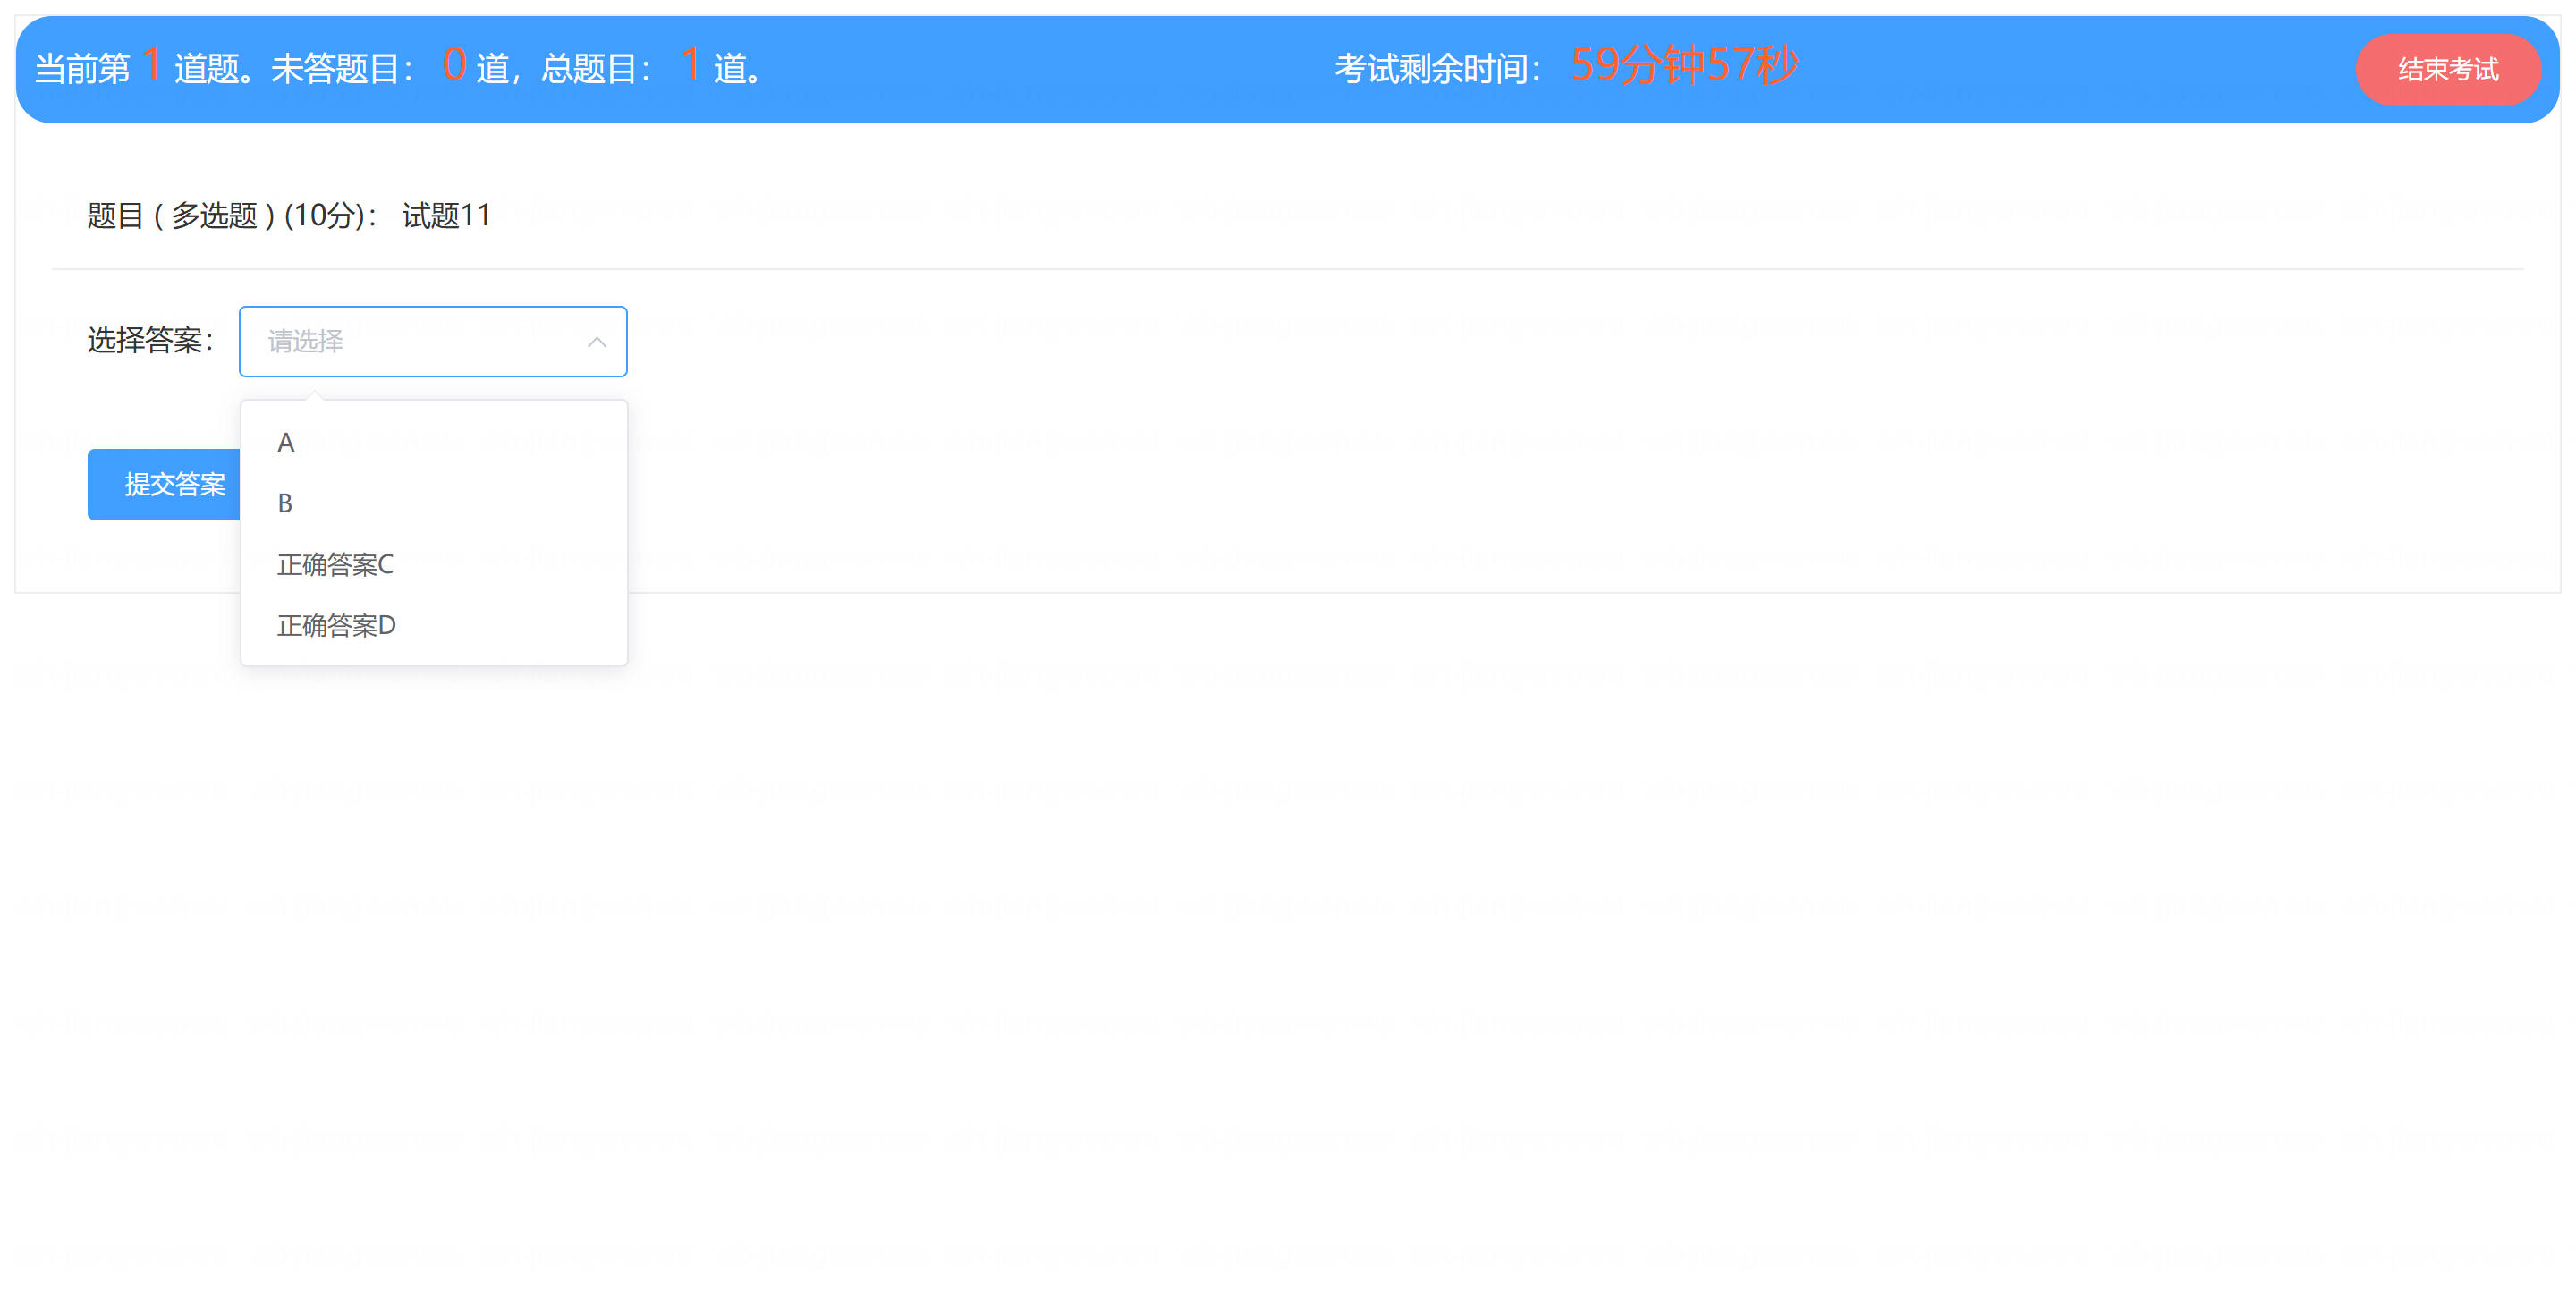 当前第 1 道题。未答题目： 0 道，总题目： 1 道。 考试剩余时间： 59分钟57秒 结束考试
题目 ( 多选题 ) (10分)： 试题11
选择答案： 请选择
A
提交答案
B
正确答案C
正确答案D